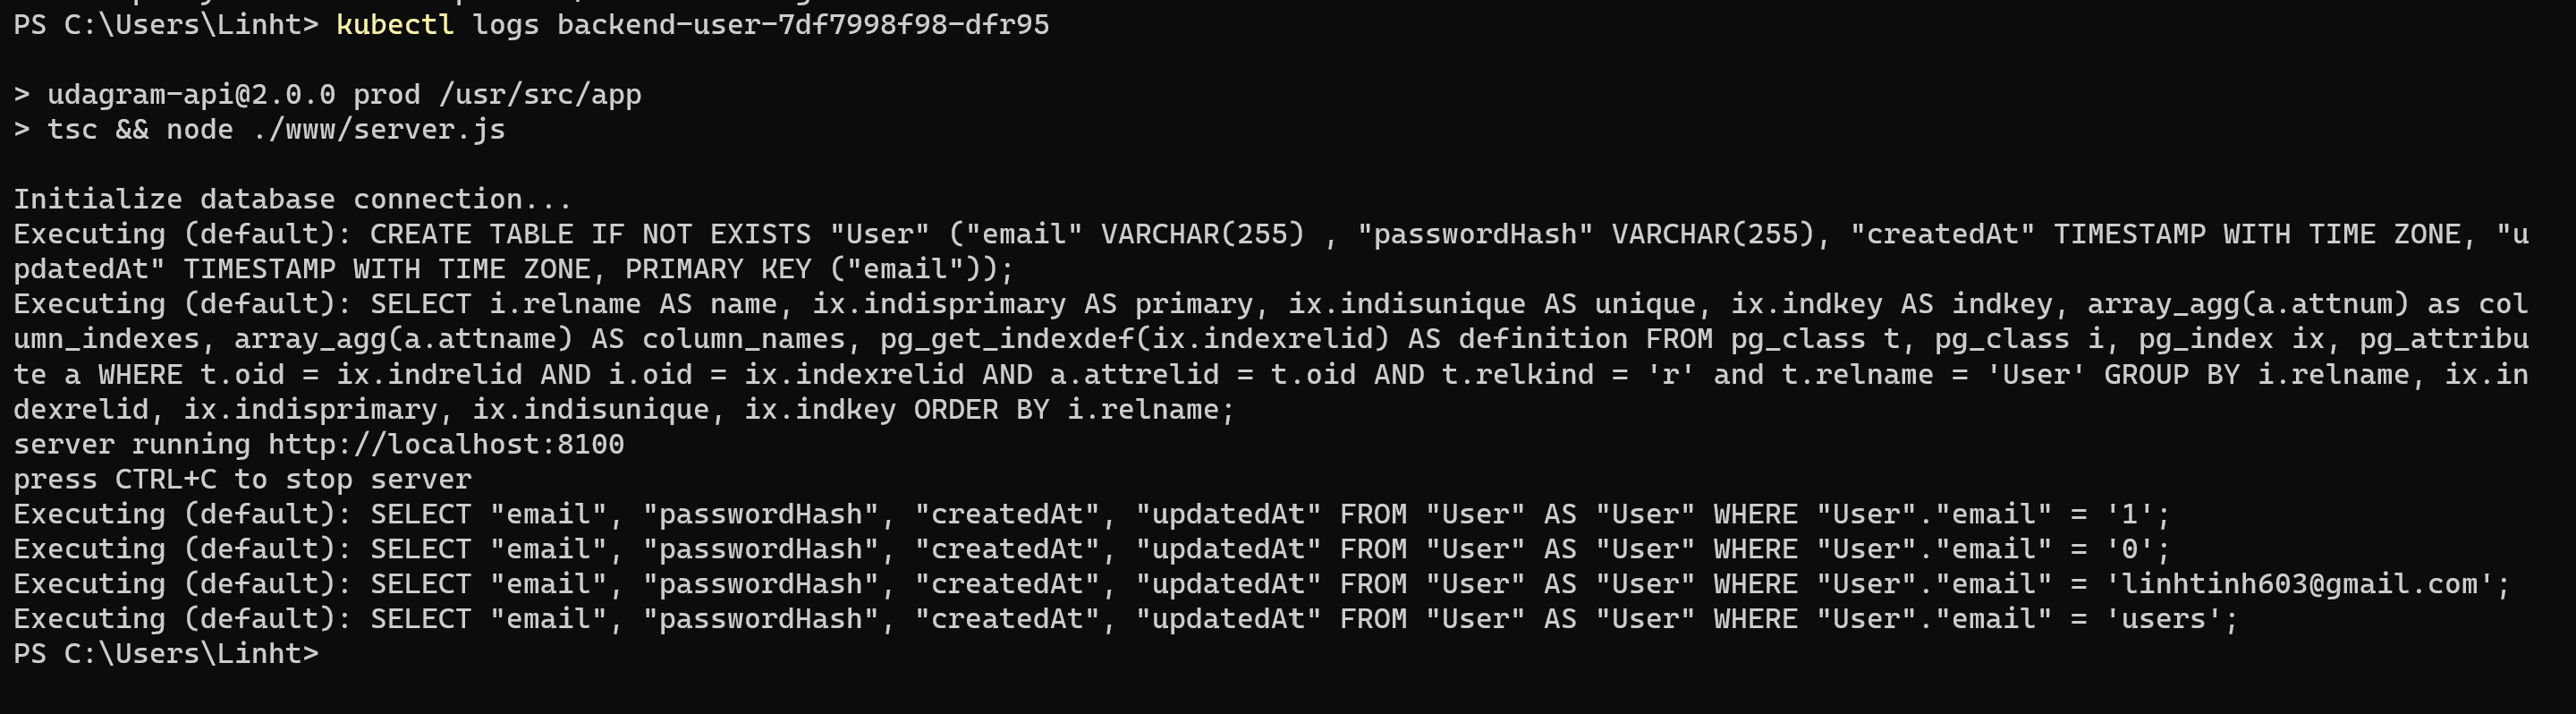 PS C:\Users\Linht> kubectl logs backend-user-7df7998f98-dfr95
> udagram-api@2.0.0 prod /usr/src/app
> tsc && node ./www/server.js
Initialize database connection...
Executing (default): CREATE TABLE IF NOT EXISTS "User" ("email" VARCHAR(255) , "passwordHash" VARCHAR(255), "createdAt" TIMESTAMP WITH TIME ZONE, "u
pdatedAt" TIMESTAMP WITH TIME ZONE, PRIMARY KEY ("email"));
Executing (default): SELECT i.relname AS name, ix.indisprimary AS primary, ix.indisunique AS unique, ix.indkey AS indkey, array_agg(a.attnum) as col
umn_indexes, array_agg(a.attname) AS column_names, pg_get_indexdef(ix.indexrelid) AS definition FROM pg_class t, pg_class i, pg_index ix, pg_attribu
te a WHERE t.oid = ix.indrelid AND i.oid = ix.indexrelid AND a.attrelid = t.oid AND t.relkind = 'r' and t.relname = 'User' GROUP BY i.relname, ix.in
dexrelid, ix.indisprimary, ix.indisunique, ix.indkey ORDER BY i.relname;
server running http://localhost:8100
press CTRL+C to stop server
Executing (default): SELECT "email", "passwordHash", "createdAt", "updatedAt" FROM "User" AS "User" WHERE "User"."email" = '1';
Executing (default): SELECT "email", "passwordHash", "createdAt", "updatedAt" FROM "User" AS "User" WHERE "User"."email" = '0';
Executing (default): SELECT "email", "passwordHash", "createdAt", "updatedAt" FROM "User" AS "User" WHERE "User"."email" = 'linhtinh603@gmail.com';
Executing (default): SELECT "email", "passwordHash", "createdAt", "updatedAt" FROM "User" AS "User" WHERE "User"."email" = 'users';
PS C:\Users\Linht>